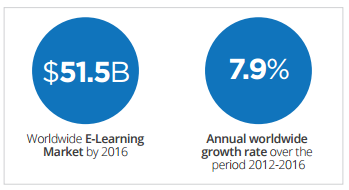 $51.5B
7.9%
Worldwide E-Learning
Market by 2016
Annual worldwide
growth rate over the
period 2012-2016